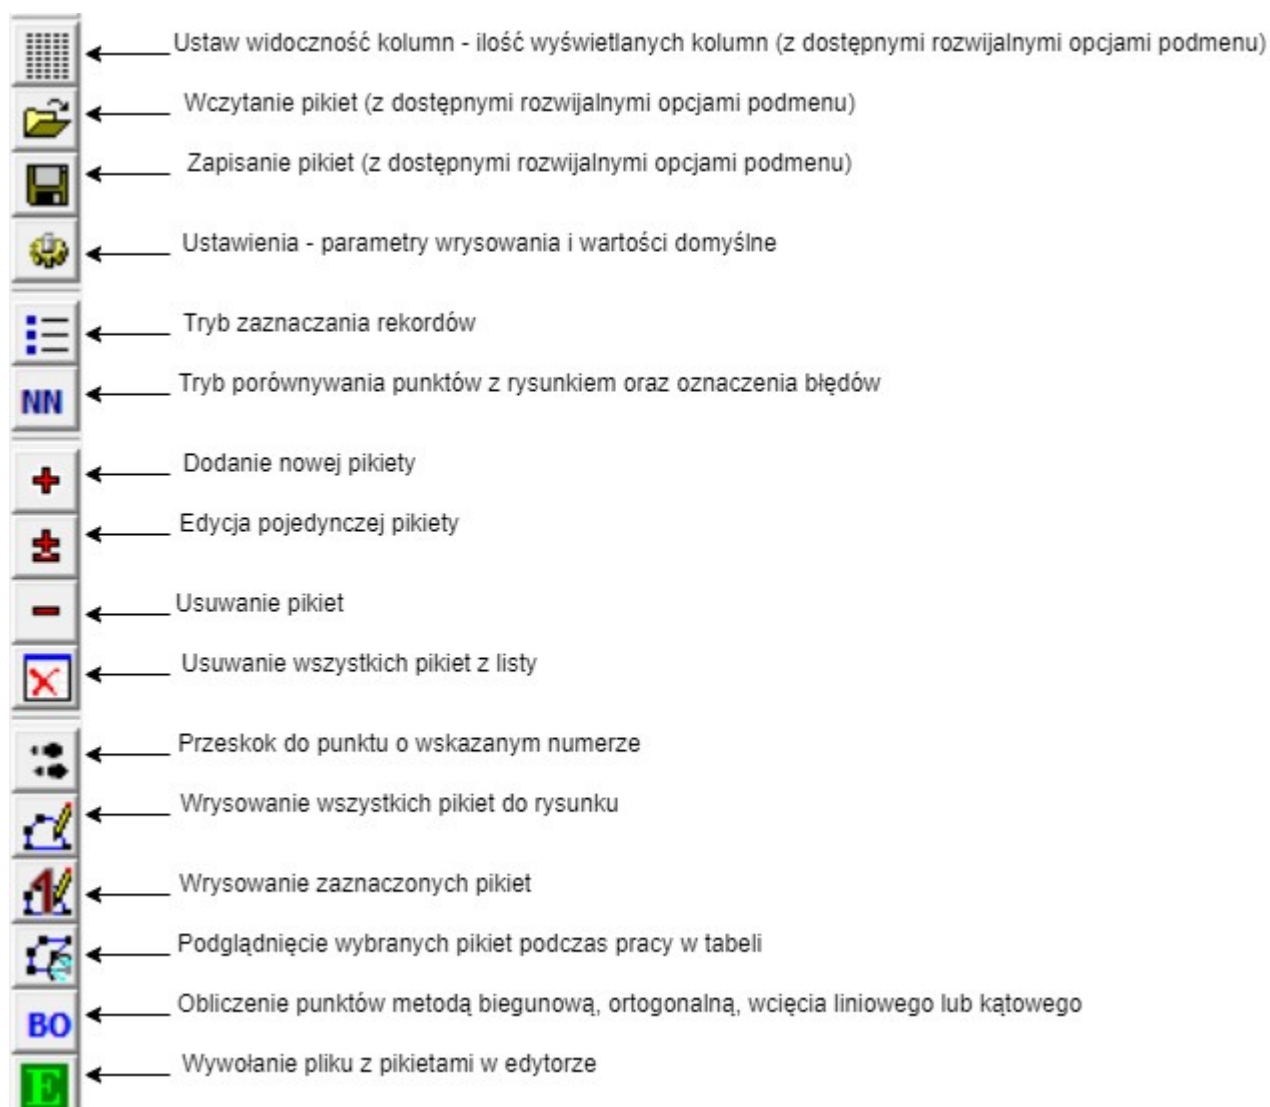 Ustaw widoczność kolumn - ilość wyświetlanych kolumn (z dostępnymi rozwijalnymi opcjami podmenu)
Wczytanie pikiet (z dostępnymi rozwijalnymi opcjami podmenu)
Zapisanie pikiet (z dostępnymi rozwijalnymi opcjami podmenu)
Ustawienia - parametry wrysowania i wartości domyślne
Tryb zaznaczania rekordów
NN Tryb porównywania punktów z rysunkiem oraz oznaczenia błędów
Dodanie nowej pikiety
Edycja pojedynczej pikiety
Usuwanie pikiet
Usuwanie wszystkich pikiet z listy
Przeskok do punktu o wskazanym numerze
Wrysowanie wszystkich pikiet do rysunku
Wrysowanie zaznaczonych pikiet
Podglądnięcie wybranych pikiet podczas pracy w tabeli
BO Obliczenie punktów metodą biegunową, ortogonalną, wcięcia liniowego lub kątowego
E Wywołanie pliku z pikietami w edytorze